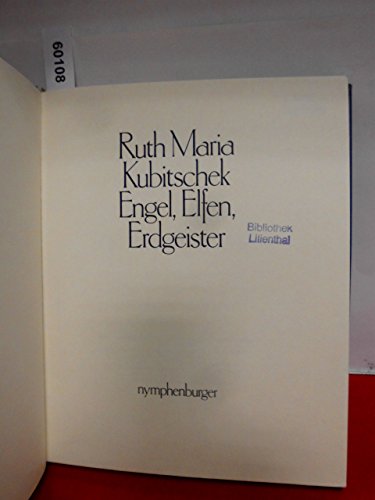 60108
Ruth Maria
Kubitschek
Engel, Elfen,
Erdgeister
Bibliothek
Lilienthal
nymphenburger